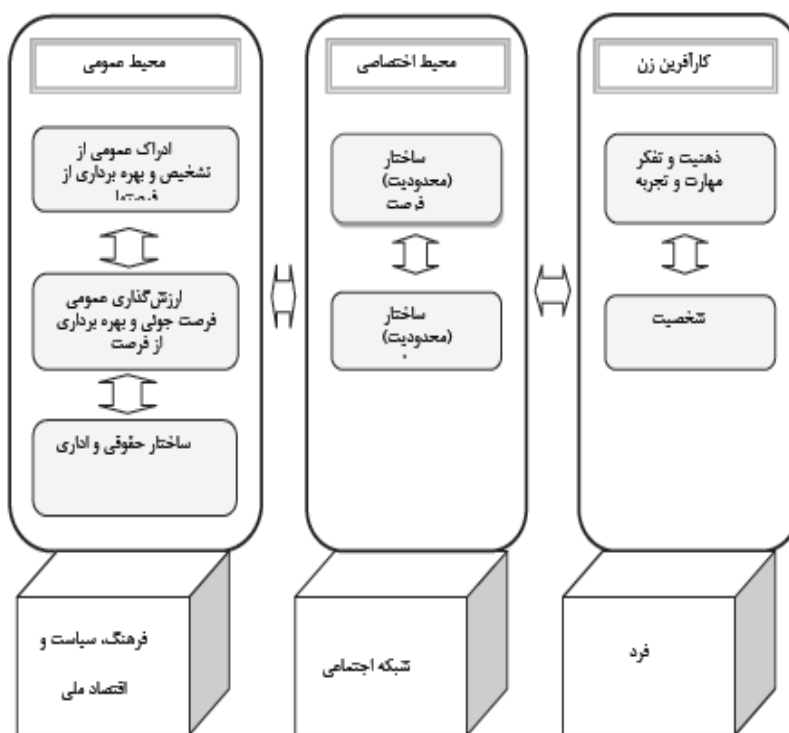 کارآفرین زن
ذهنیت و تفکر
مهارت و تجربه
شخصیت
فرد
محیط اختصاصی
ساختار
(محدودیت)
فرصت
ساختار
(محدودیت)
شبکه اجتماعی
محیط عمومی
ادراک عمومی از
تشخیص و بهره برداری از
ارزش‌گذاری عمومی
فرصت جوئی و بهره برداری
از فرصت
ساختار حقوقی و اداری
فرهنگ، سیاست و
اقتصاد ملی